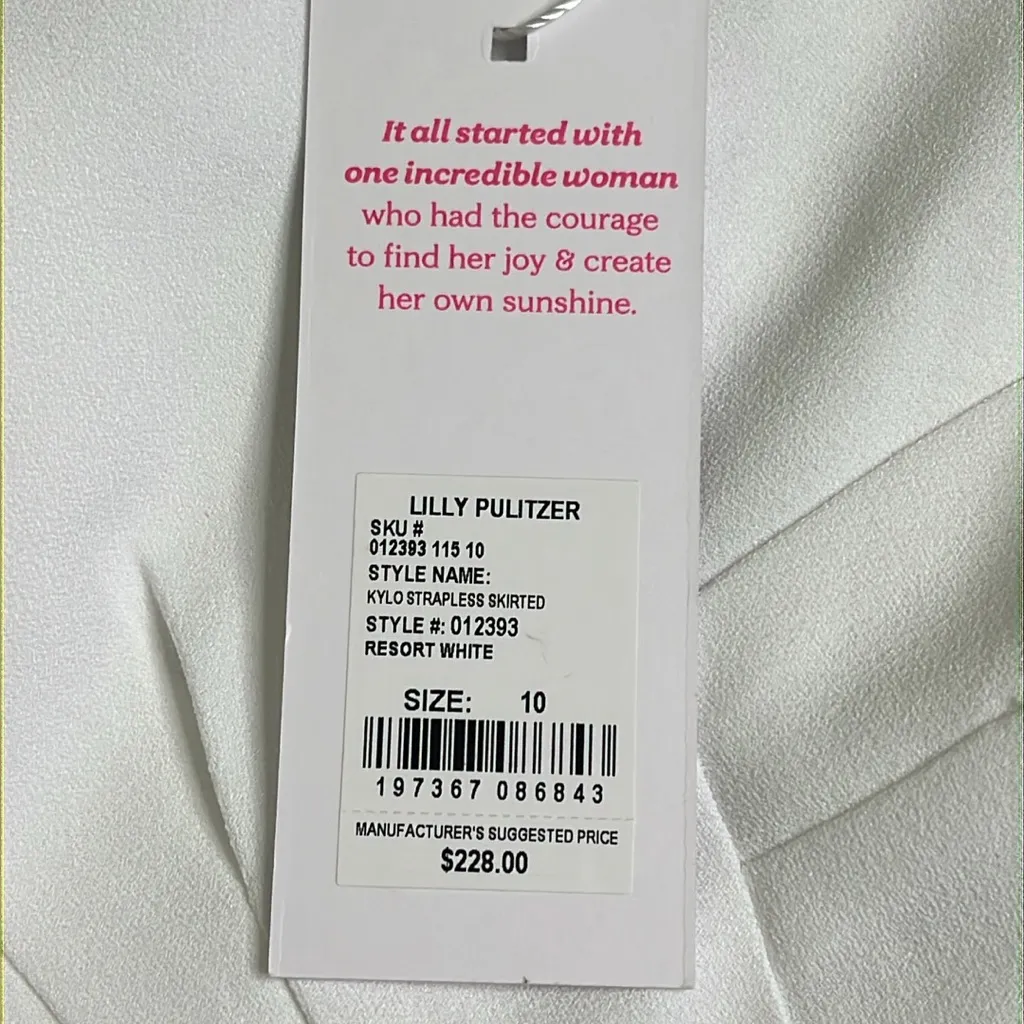 It all started with
one incredible woman
who had the courage
to find her joy & create
her own sunshine.
LILLY PULITZER
SKU #
012393 115 10
STYLE NAME:
KYLO STRAPLESS SKIRTED
STYLE #: 012393
RESORT WHITE
SIZE: 10
197367 086843
MANUFACTURER'S SUGGESTED PRICE
$228.00